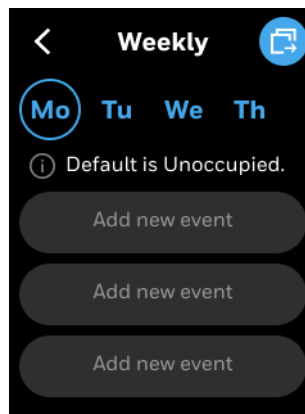 Weekly
Mo Tu We Th
Default is Unoccupied.
Add new event
Add new event
Add new event